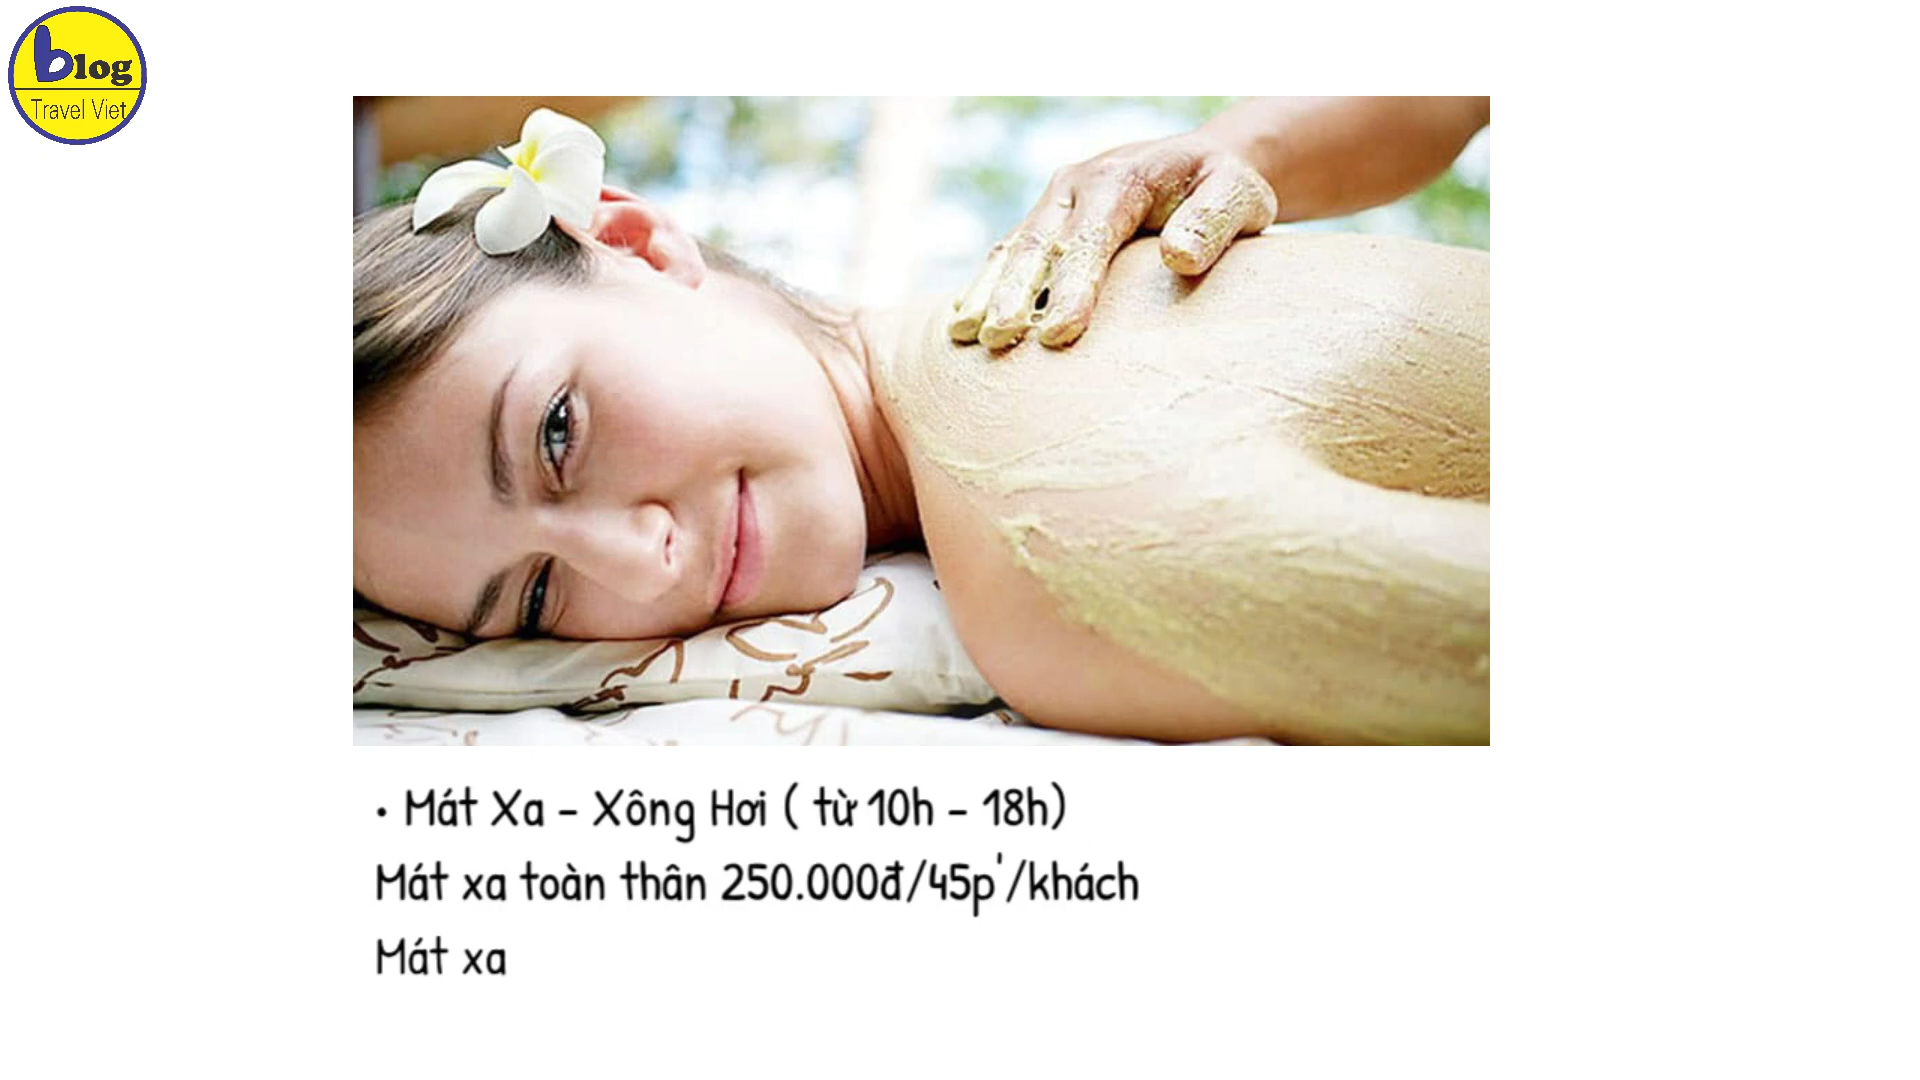 blog
Travel Viet
• Mát Xa – Xông Hơi ( từ 10h – 18h)
Mát xa toàn thân 250.000đ/45p'/khách
Mát xa